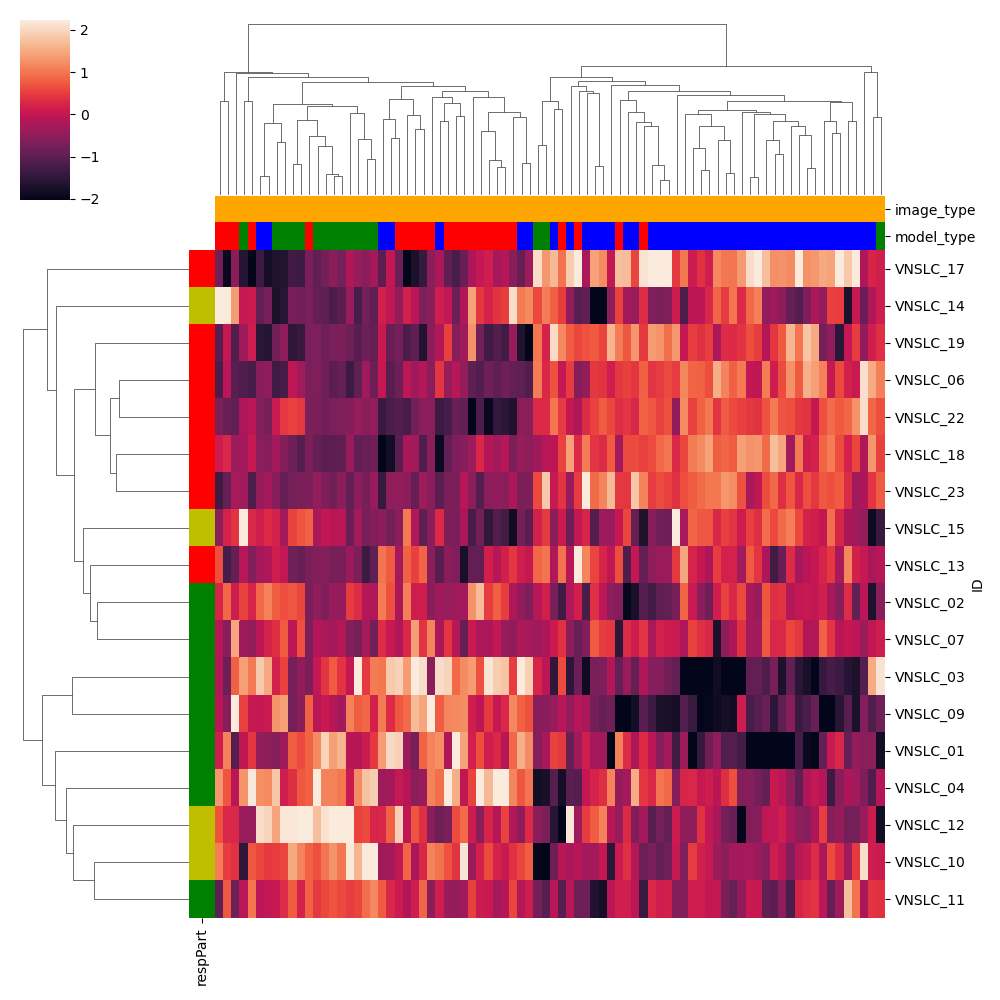 2
1
0
−1
−2
image_type
model_type
VNSLC_17
VNSLC_14
VNSLC_19
VNSLC_06
VNSLC_22
VNSLC_18
VNSLC_23
VNSLC_15
VNSLC_13
VNSLC_02
VNSLC_07
VNSLC_03
VNSLC_09
VNSLC_01
VNSLC_04
VNSLC_12
VNSLC_10
VNSLC_11
ID
respPart